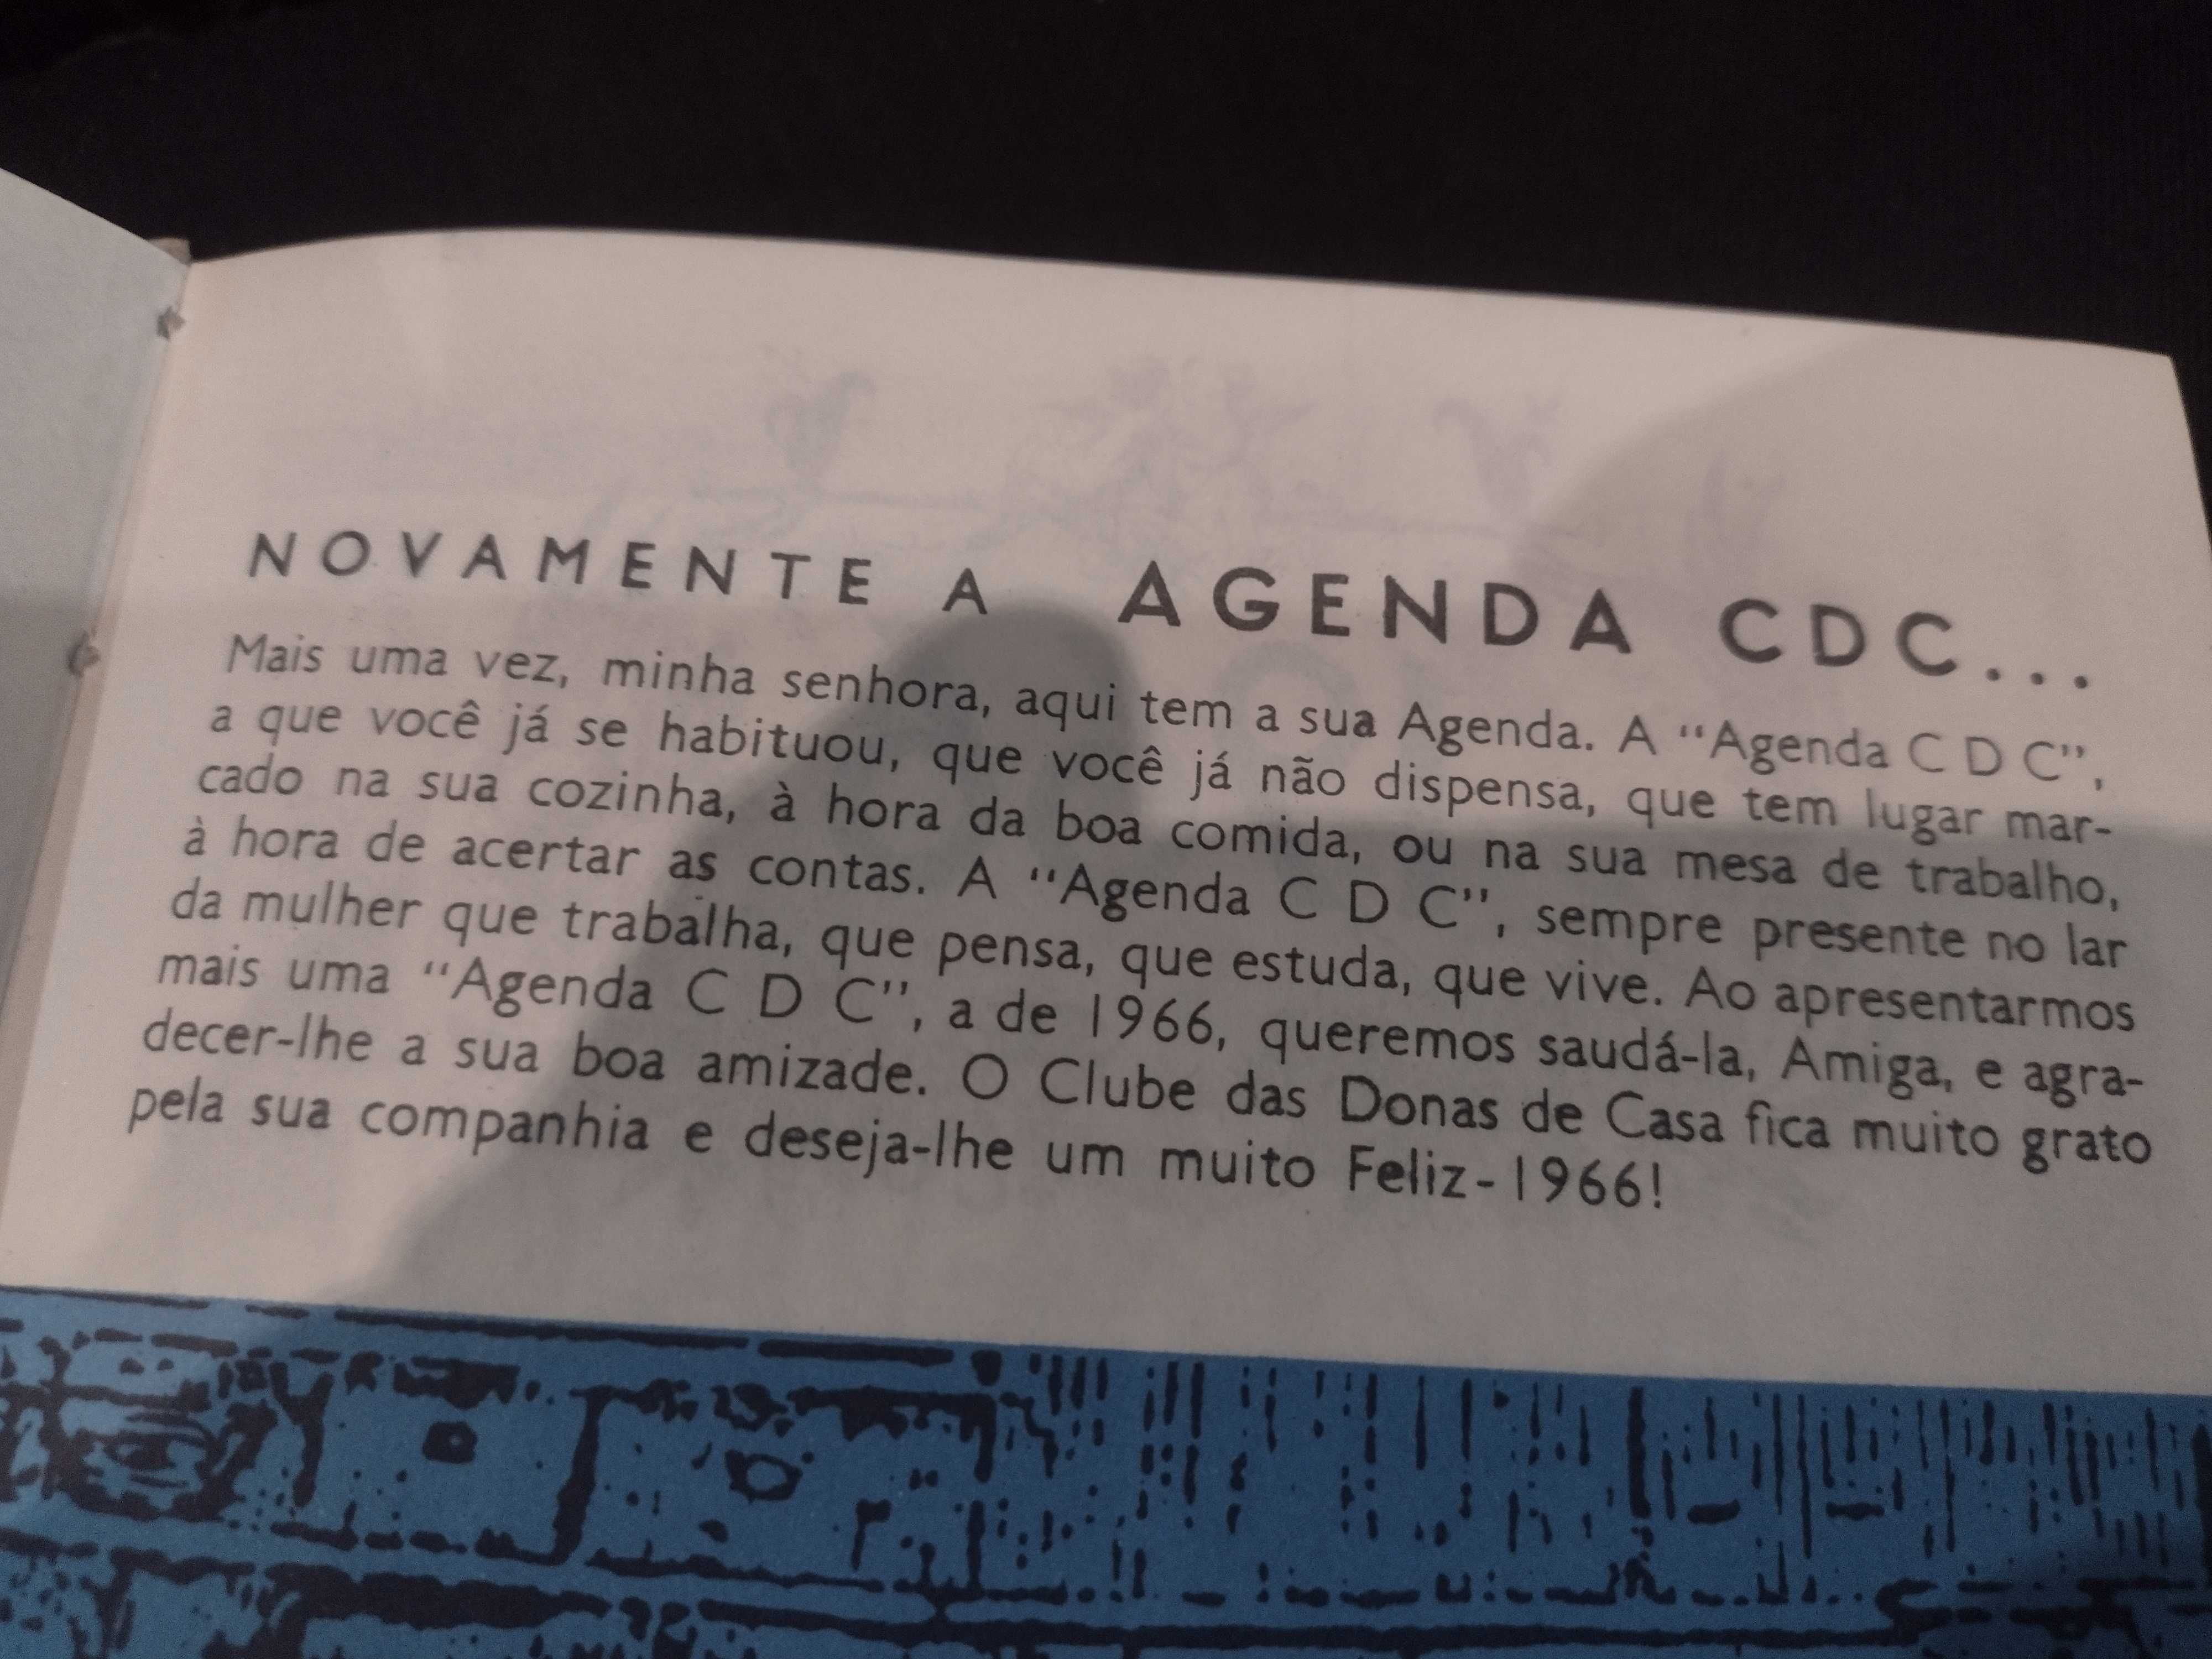 NOVAMENTE A AGENDA CDC...
Mais uma vez, minha senhora, aqui tem a sua Agenda. A "Agenda C D C",
a que você já se habituou, que você já não dispensa, que tem lugar mar-
cado na sua cozinha, à hora da boa comida, ou na sua mesa de trabalho,
à hora de acertar as contas. A "Agenda C D C", sempre presente no lar
da mulher que trabalha, que pensa, que estuda, que vive. Ao apresentarmos
mais uma "Agenda C D C", a de 1966, queremos saudá-la, Amiga, e agra-
decer-lhe a sua boa amizade. O Clube das Donas de Casa fica muito grato
pela sua companhia e deseja-lhe um muito Feliz-1966!